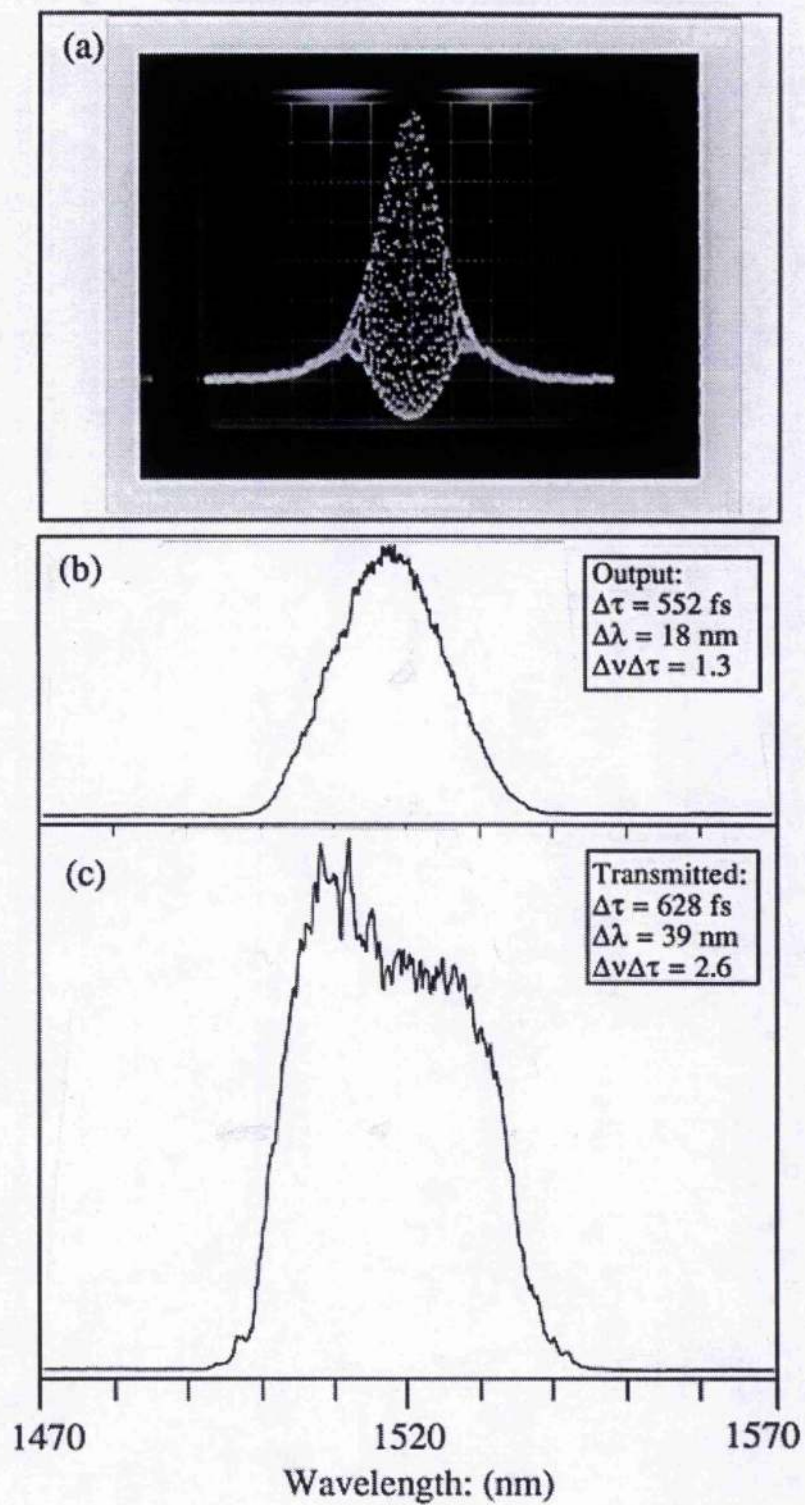 (a)
(b)
Output:
Δτ = 552 fs
Δλ = 18 nm
ΔνΔτ = 1.3
(c)
Transmitted:
Δτ = 628 fs
Δλ = 39 nm
ΔνΔτ = 2.6
1470 1520 1570
Wavelength: (nm)